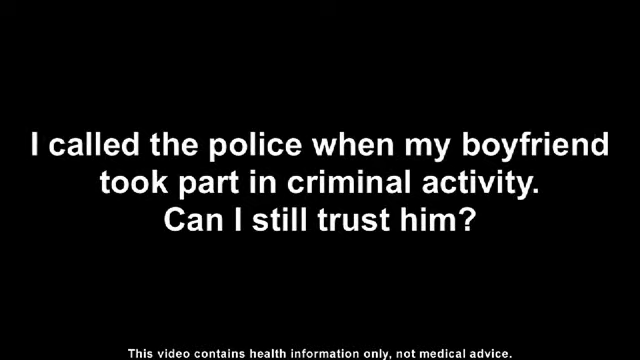 I called the police when my boyfriend
took part in criminal activity.
Can I still trust him?
This video contains health information only, not medical advice.